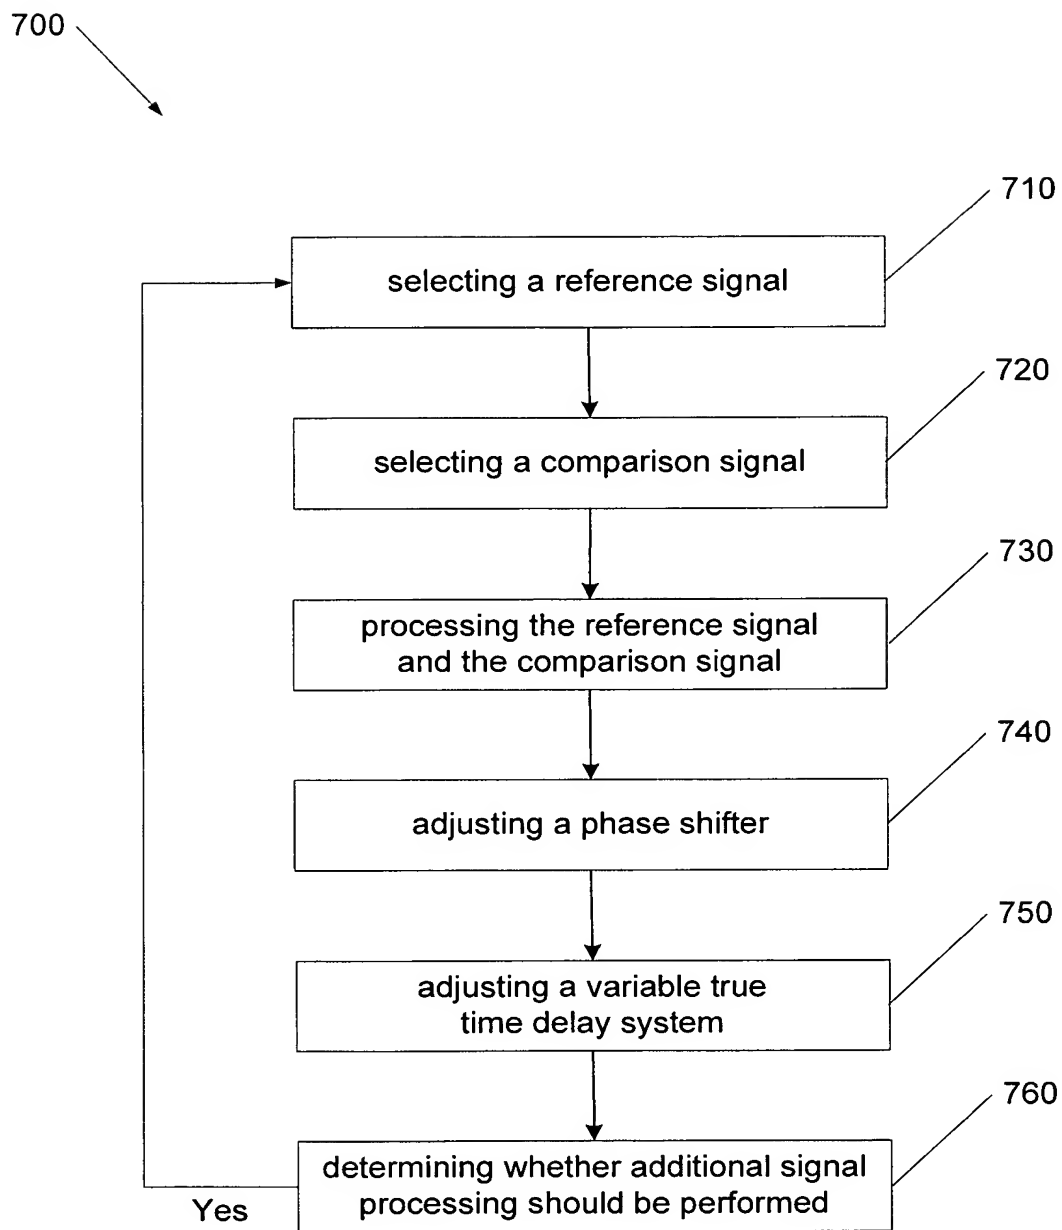 700
710
selecting a reference signal
720
selecting a comparison signal
730
processing the reference signal
and the comparison signal
740
adjusting a phase shifter
750
adjusting a variable true
time delay system
760
determining whether additional signal
processing should be performed
Yes